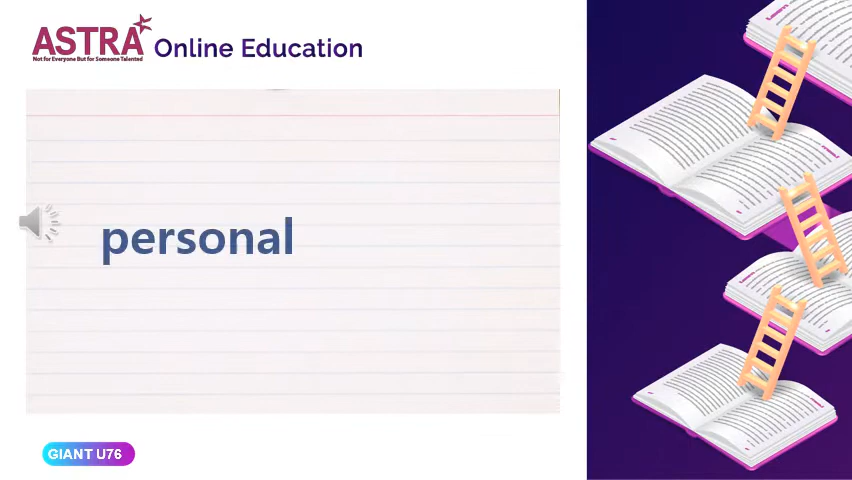 ASTRA Online Education
Not for Everyone But for Someone Talented
personal
GIANT U76